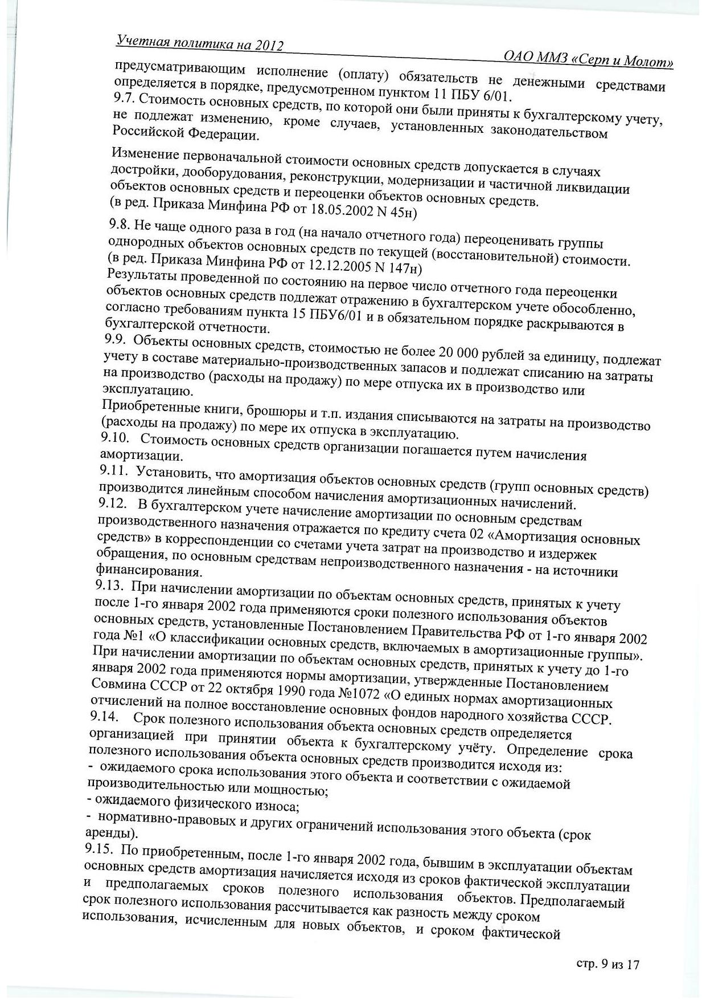 Учетная политика на 2012
ОАО ММЗ «Серп и Молот»
предусматривающим исполнение (оплату) обязательств не денежными средствами
определяется в порядке, предусмотренном пунктом 11 ПБУ 6/01.
9.7. Стоимость основных средств, по которой они были приняты к бухгалтерскому учету,
не подлежат изменению, кроме случаев, установленных законодательством
Российской Федерации.
Изменение первоначальной стоимости основных средств допускается в случаях
достройки, дооборудования, реконструкции, модернизации и частичной ликвидации
объектов основных средств и переоценки объектов основных средств.
(в ред. Приказа Минфина РФ от 18.05.2002 N 45н)
9.8. Не чаще одного раза в год (на начало отчетного года) переоценивать группы
однородных объектов основных средств по текущей (восстановительной) стоимости.
(в ред. Приказа Минфина РФ от 12.12.2005 N 147н)
Результаты проведенной по состоянию на первое число отчетного года переоценки
объектов основных средств подлежат отражению в бухгалтерском учете обособленно,
согласно требованиям пункта 15 ПБУ6/01 и в обязательном порядке раскрываются в
бухгалтерской отчетности.
9.9. Объекты основных средств, стоимостью не более 20 000 рублей за единицу, подлежат
учету в составе материально-производственных запасов и подлежат списанию на затраты
на производство (расходы на продажу) по мере отпуска их в производство или
эксплуатацию.
Приобретенные книги, брошюры и т.п. издания списываются на затраты на производство
(расходы на продажу) по мере их отпуска в эксплуатацию.
9.10. Стоимость основных средств организации погашается путем начисления
амортизации.
9.11. Установить, что амортизация объектов основных средств (групп основных средств)
производится линейным способом начисления амортизационных начислений.
9.12. В бухгалтерском учете начисление амортизации по основным средствам
производственного назначения отражается по кредиту счета 02 «Амортизация основных
средств» в корреспонденции со счетами учета затрат на производство и издержек
обращения, по основным средствам непроизводственного назначения - на источники
финансирования.
9.13. При начислении амортизации по объектам основных средств, принятых к учету
после 1-го января 2002 года применяются сроки полезного использования объектов
основных средств, установленные Постановлением Правительства РФ от 1-го января 2002
года №1 «О классификации основных средств, включаемых в амортизационные группы».
При начислении амортизации по объектам основных средств, принятых к учету до 1-го
января 2002 года применяются нормы амортизации, утвержденные Постановлением
Совмина СССР от 22 октября 1990 года №1072 «О единых нормах амортизационных
отчислений на полное восстановление основных фондов народного хозяйства СССР.
9.14. Срок полезного использования объекта основных средств определяется
организацией при принятии объекта к бухгалтерскому учёту. Определение срока
полезного использования объекта основных средств производится исходя из:
- ожидаемого срока использования этого объекта и соответствии с ожидаемой
производительностью или мощностью;
- ожидаемого физического износа;
- нормативно-правовых и других ограничений использования этого объекта (срок
аренды).
9.15. По приобретенным, после 1-го января 2002 года, бывшим в эксплуатации объектам
основных средств амортизация начисляется исходя из сроков фактической эксплуатации
и предполагаемых сроков полезного использования объектов. Предполагаемый
срок полезного использования рассчитывается как разность между сроком
использования, исчисленным для новых объектов, и сроком фактической
стр. 9 из 17